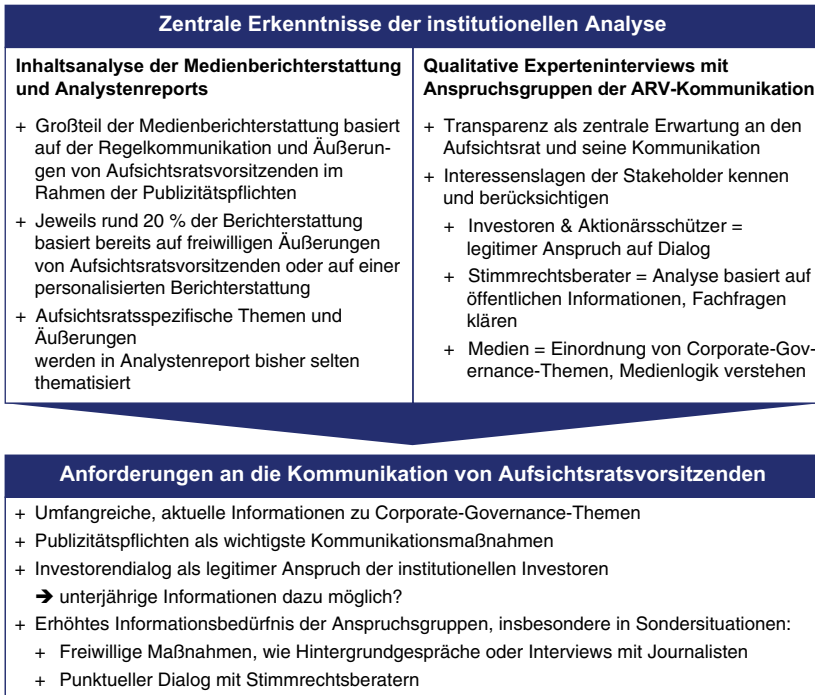 Zentrale Erkenntnisse der institutionellen Analyse
Inhaltsanalyse der Medienberichterstattung
und Analystenreports
+ Großteil der Medienberichterstattung basiert
auf der Regelkommunikation und Äußerun-
gen von Aufsichtsratsvorsitzenden im
Rahmen der Publizitätspflichten
+ Jeweils rund 20 % der Berichterstattung
basiert bereits auf freiwilligen Äußerungen
von Aufsichtsratsvorsitzenden oder auf einer
personalisierten Berichterstattung
+ Aufsichtsratsspezifische Themen und
Äußerungen
werden in Analystenreport bisher selten
thematisiert
Qualitative Experteninterviews mit
Anspruchsgruppen der ARV-Kommunikation
+ Transparenz als zentrale Erwartung an den
Aufsichtsrat und seine Kommunikation
+ Interessenslagen der Stakeholder kennen
und berücksichtigen
+ Investoren & Aktionärsschützer =
legitimer Anspruch auf Dialog
+ Stimmrechtsberater = Analyse basiert auf
öffentlichen Informationen, Fachfragen
klären
+ Medien = Einordnung von Corporate-Gov-
ernance-Themen, Medienlogik verstehen
Anforderungen an die Kommunikation von Aufsichtsratsvorsitzenden
+ Umfangreiche, aktuelle Informationen zu Corporate-Governance-Themen
+ Publizitätspflichten als wichtigste Kommunikationsmaßnahmen
+ Investorendialog als legitimer Anspruch der institutionellen Investoren
➔ unterjährige Informationen dazu möglich?
+ Erhöhtes Informationsbedürfnis der Anspruchsgruppen, insbesondere in Sondersituationen:
+ Freiwillige Maßnahmen, wie Hintergrundgespräche oder Interviews mit Journalisten
+ Punktueller Dialog mit Stimmrechtsberatern